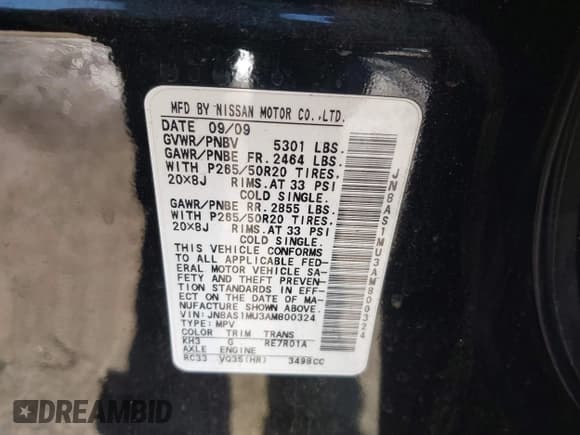 MFD BY NISSAN MOTOR CO.,LTD.
DATE 09/09
GVWR/PNBV 5301 LBS.
GAWR/PNBE FR. 2464 LBS.
WITH P265/50R20 TIRES.
20X8J RIMS.AT 33 PSI
COLD SINGLE.
GAWR/PNBE RR. 2855 LBS.
WITH P265/50R20 TIRES.
20X8J RIMS.AT 33 PSI
COLD SINGLE.
THIS VEHICLE CONFORMS
TO ALL APPLICABLE FED-
ERAL MOTOR VEHICLE SA-
FETY AND THEFT PREVEN-
TION STANDARDS IN EFF-
ECT ON THE DATE OF MA-
NUFACTURE SHOWN ABOVE.
VIN: JN8AS1MU3AM800324
TYPE: MPV
COLOR TRIM TRANS
KH3 G RE7R01A
AXLE ENGINE
RC33 VQ35(HR) 3498CC
JN8AS1MU3AM800324
DREAMBID